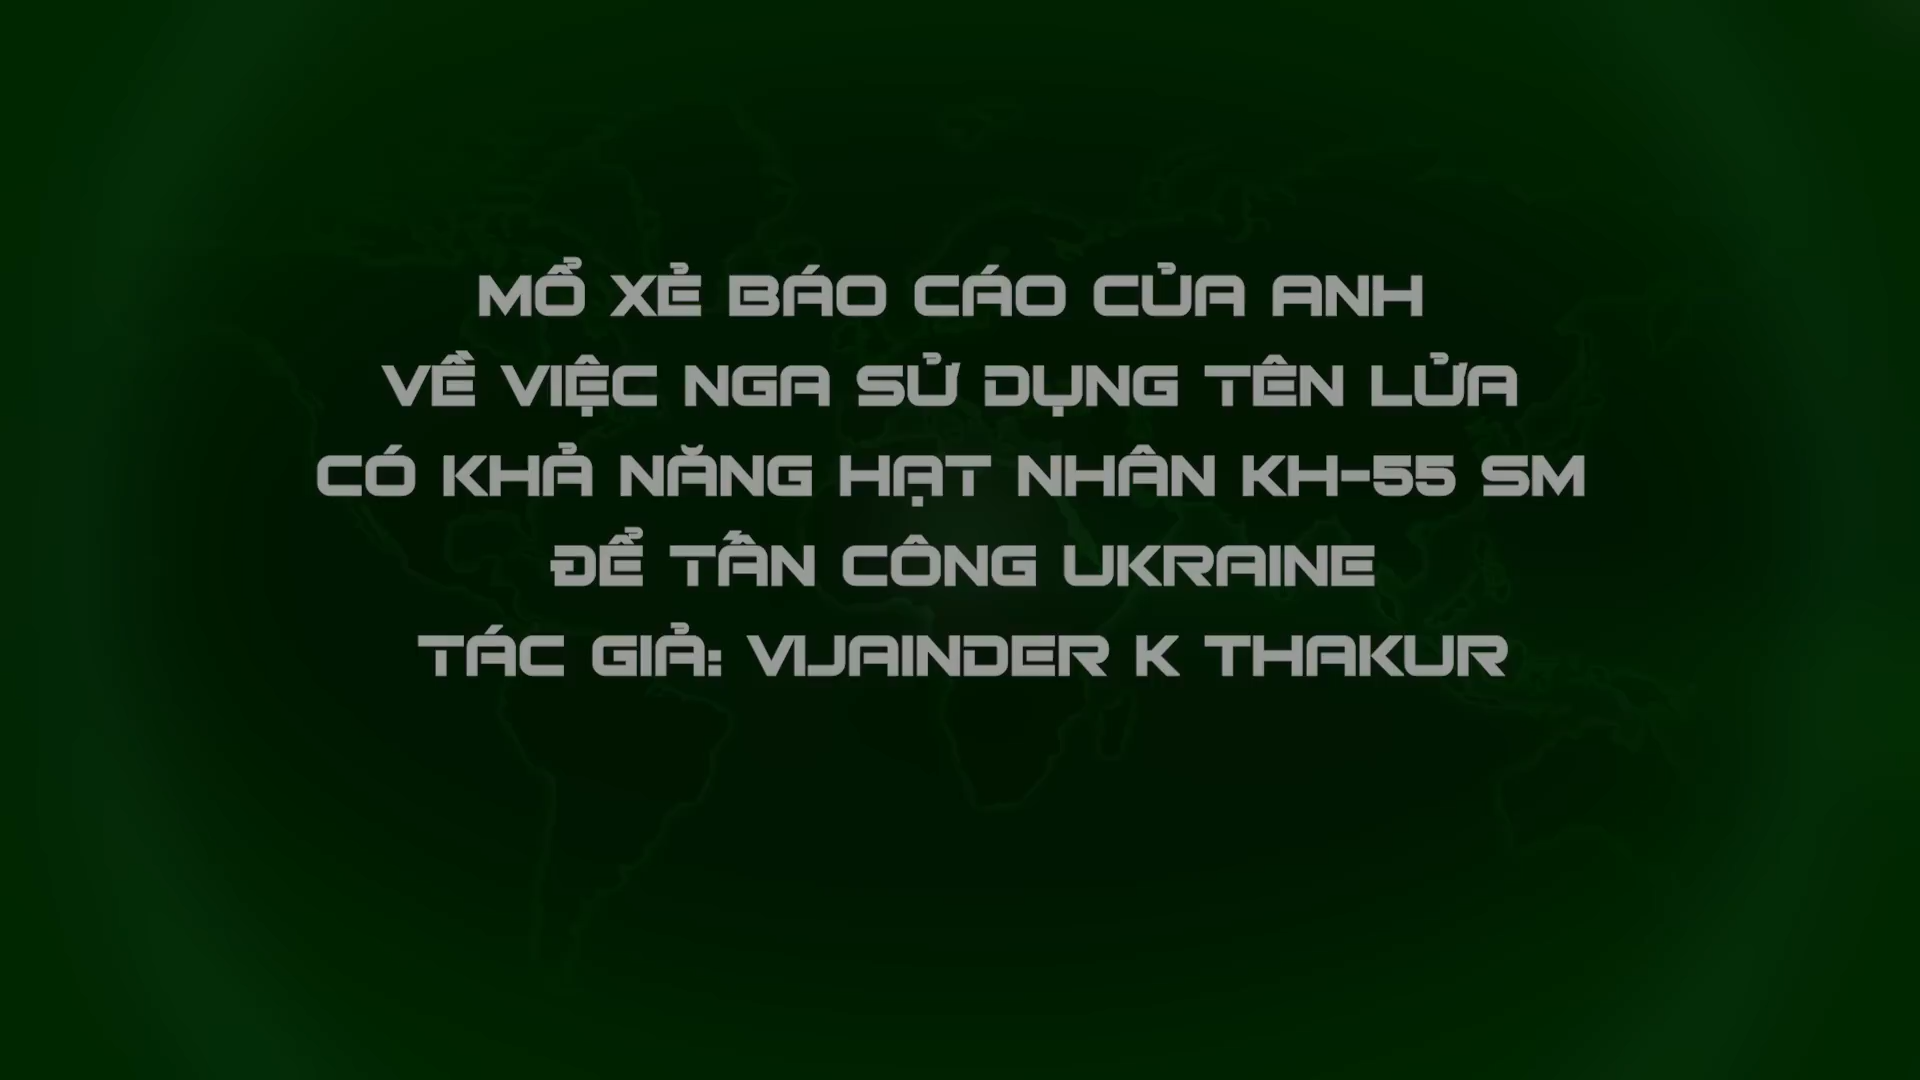 MỔ XẺ BÁO CÁO CỦA ANH
VỀ VIỆC NGA SỬ DỤNG TÊN LỬA
CÓ KHẢ NĂNG HẠT NHÂN KH-55 SM
ĐỂ TẤN CÔNG UKRAINE
TÁC GIẢ: VIJAINDER K THAKUR